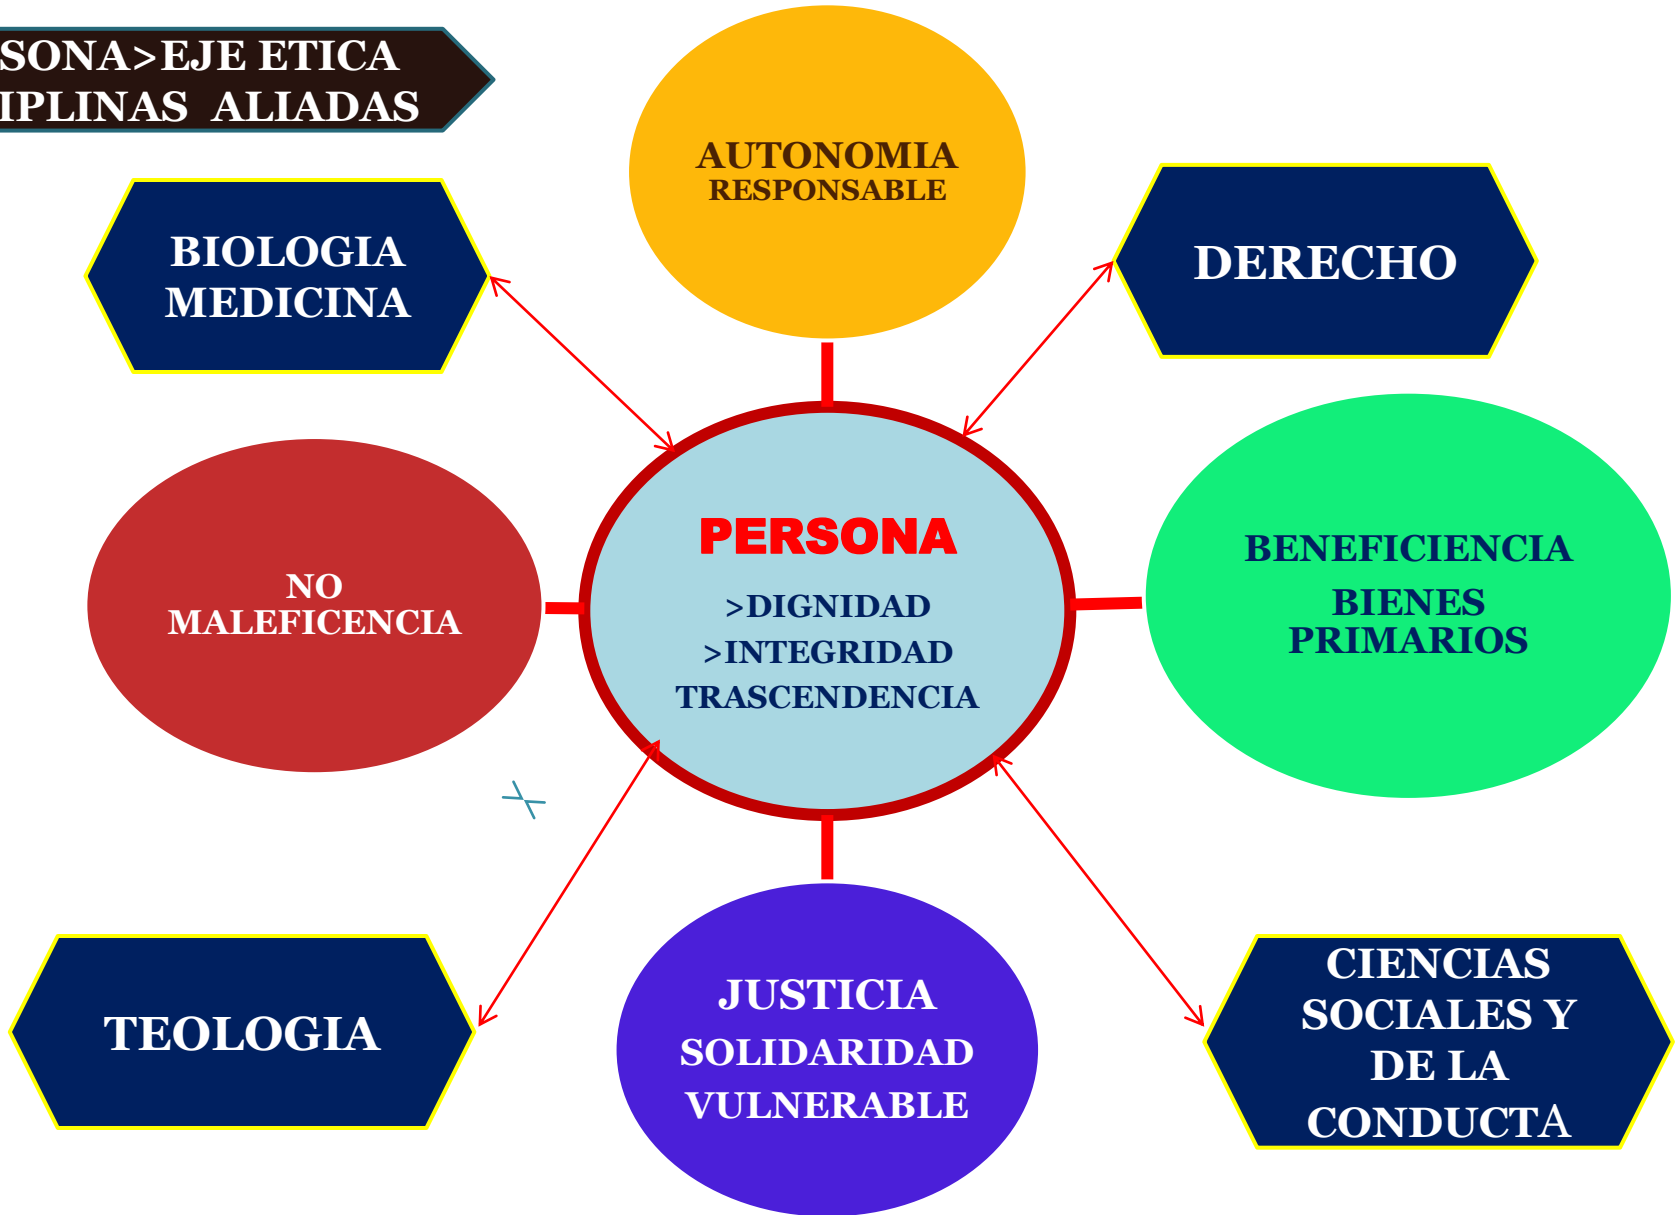 SONA>EJE ETICA
IPLINAS ALIADAS
AUTONOMIA
RESPONSABLE
BIOLOGIA
MEDICINA
DERECHO
NO
MALEFICENCIA
PERSONA
>DIGNIDAD
>INTEGRIDAD
TRASCENDENCIA
BENEFICIENCIA
BIENES
PRIMARIOS
TEOLOGIA
JUSTICIA
SOLIDARIDAD
VULNERABLE
CIENCIAS
SOCIALES Y
DE LA
CONDUCTA